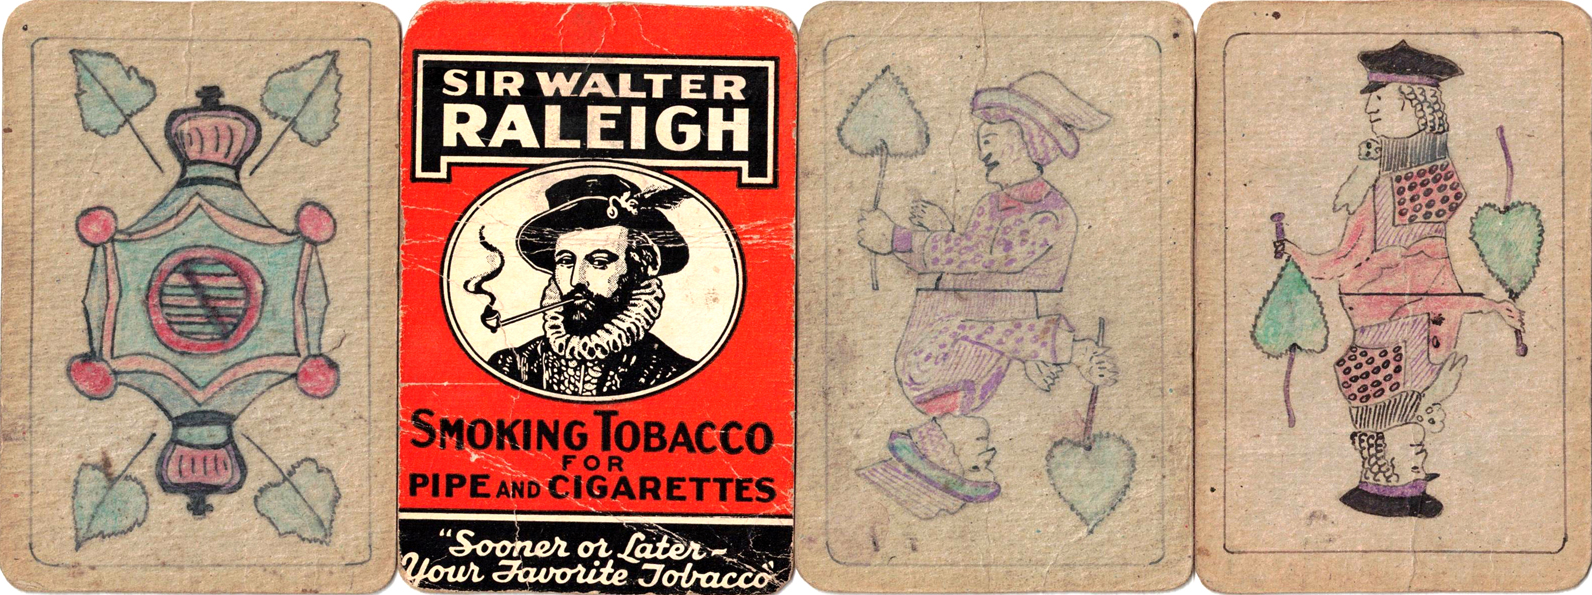 SIR WALTER
RALEIGH
SMOKING TOBACCO
FOR
PIPE AND CIGARETTES
"Sooner or Later-
Your Favorite Tobacco"